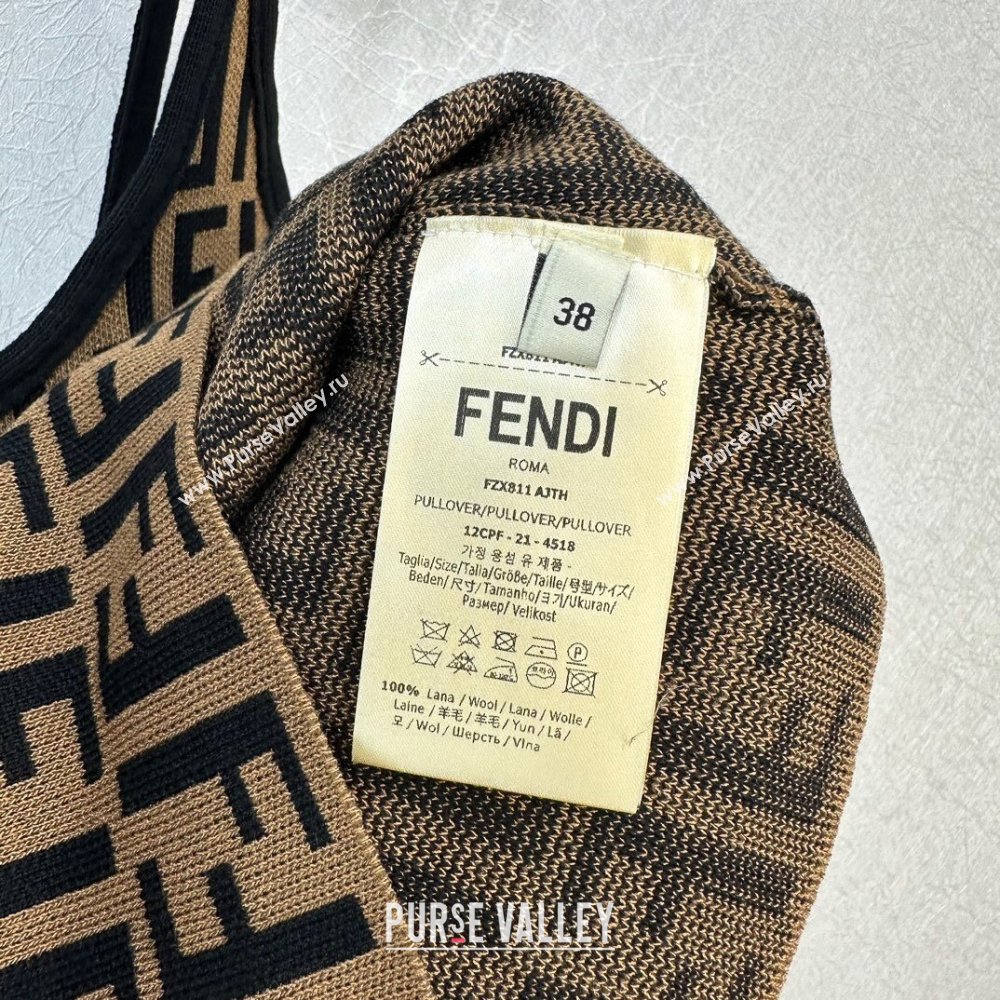 38
FENDI
ROMA
FZX811 AJTH
PULLOVER/PULLOVER/PULLOVER
12CPF - 21 - 4518
가정 용섬 유 제품 -
Taglia/Size/Talla/Größe/Taille/号型/サイズ/
Beden/尺寸/Tamanho/크기/Ukuran/
Размер/ Velikost
P
100% Lana / Wool / Lana / Wolle /
Laine / 羊毛 / 羊毛 / Yun / Lã /
모 / Wol / Шерсть / Vlna
www.PurseValley.ru
www.PurseValley.ru
PURSE VALLEY